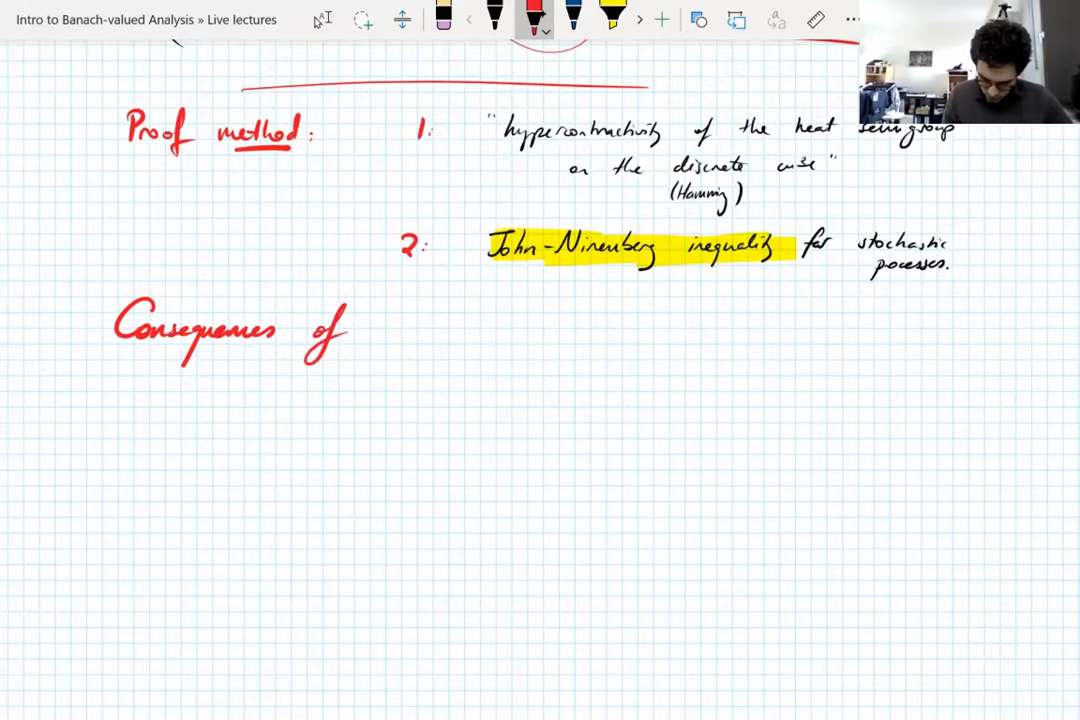 Intro to Banach-valued Analysis » Live lectures
Proof method: 1: "hypercontractivity of the heat semigroup
on the discrete cube"
(Hamming)
2: John-Nirenberg inequality for stochastic
processes.
Consequences of